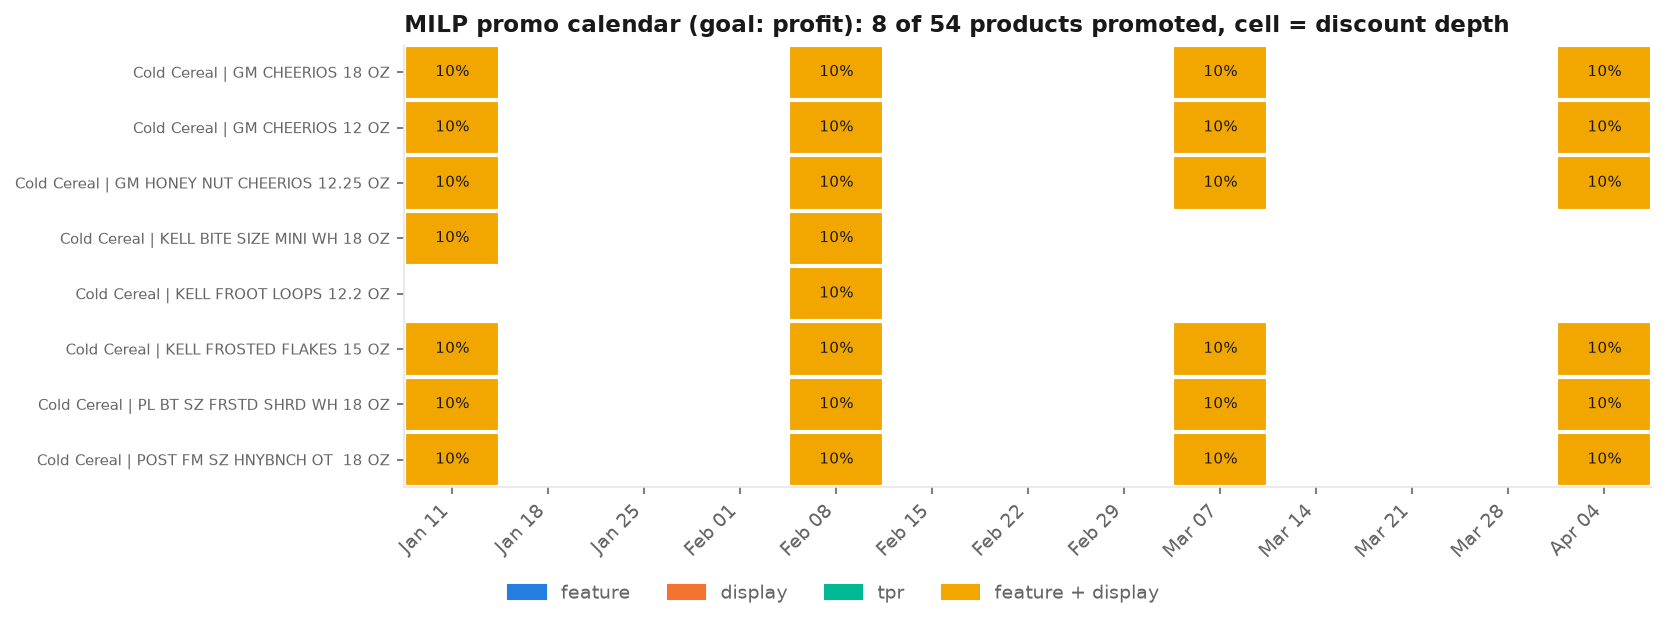 MILP promo calendar (goal: profit): 8 of 54 products promoted, cell = discount depth
Cold Cereal | GM CHEERIOS 18 OZ 10% 10% 10% 10%
Cold Cereal | GM CHEERIOS 12 OZ 10% 10% 10% 10%
Cold Cereal | GM HONEY NUT CHEERIOS 12.25 OZ 10% 10% 10% 10%
Cold Cereal | KELL BITE SIZE MINI WH 18 OZ 10% 10%
Cold Cereal | KELL FROOT LOOPS 12.2 OZ 10%
Cold Cereal | KELL FROSTED FLAKES 15 OZ 10% 10% 10% 10%
Cold Cereal | PL BT SZ FRSTD SHRD WH 18 OZ 10% 10% 10% 10%
Cold Cereal | POST FM SZ HNYBNCH OT  18 OZ 10% 10% 10% 10%
Jan 11 Jan 18 Jan 25 Feb 01 Feb 08 Feb 15 Feb 22 Feb 29 Mar 07 Mar 14 Mar 21 Mar 28 Apr 04
feature display tpr feature + display